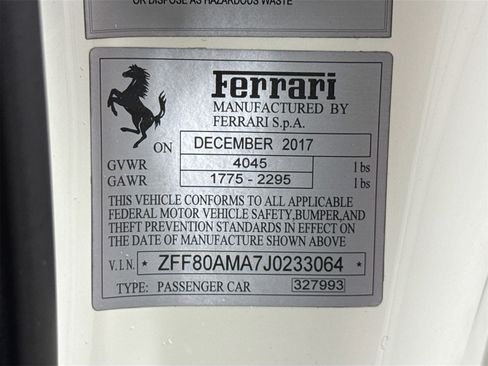 OR DISPOSE AS HAZARDOUS WASTE
Ferrari
MANUFACTURED BY
FERRARI S.p.A.
ON DECEMBER 2017
GVWR 4045 lbs
GAWR 1775 - 2295 lbs
THIS VEHICLE CONFORMS TO ALL APPLICABLE
FEDERAL MOTOR VEHICLE SAFETY,BUMPER,AND
THEFT PREVENTION STANDARDS IN EFFECT ON
THE DATE OF MANUFACTURE SHOWN ABOVE
V.I.N. * ZFF80AMA7J0233064 *
TYPE: PASSENGER CAR 327993